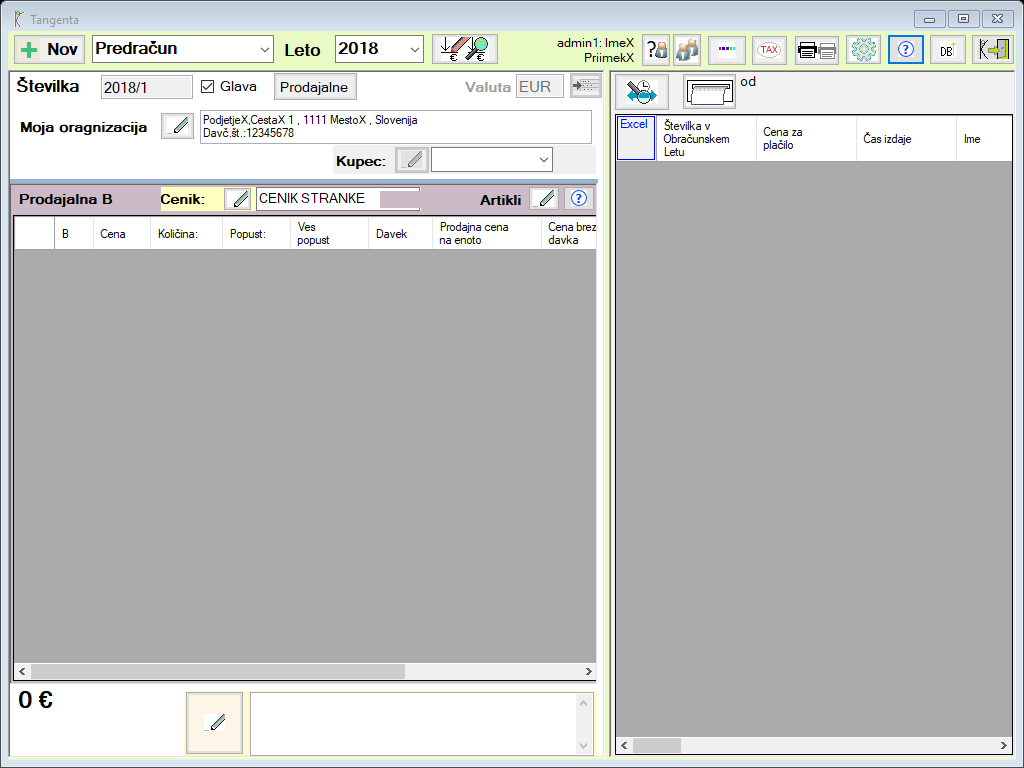 Tangenta
Nov
Predračun
Leto
2018
€
€
admin1: ImeX
PriimekX
?
TAX
?
DB
Številka
2018/1
Glava
Prodajalne
Valuta
EUR
od
Moja oragnizacija
PodjetjeX,CestaX 1 , 1111 MestoX , Slovenija
Davč.št.:12345678
Kupec:
Excel
Številka v
Obračunskem
Letu
Cena za
plačilo
Čas izdaje
Ime
Prodajalna B
Cenik:
CENIK STRANKE
Artikli
?
B
Cena
Količina:
Popust:
Ves
popust
Davek
Prodajna cena
na enoto
Cena brez
davka
0 €